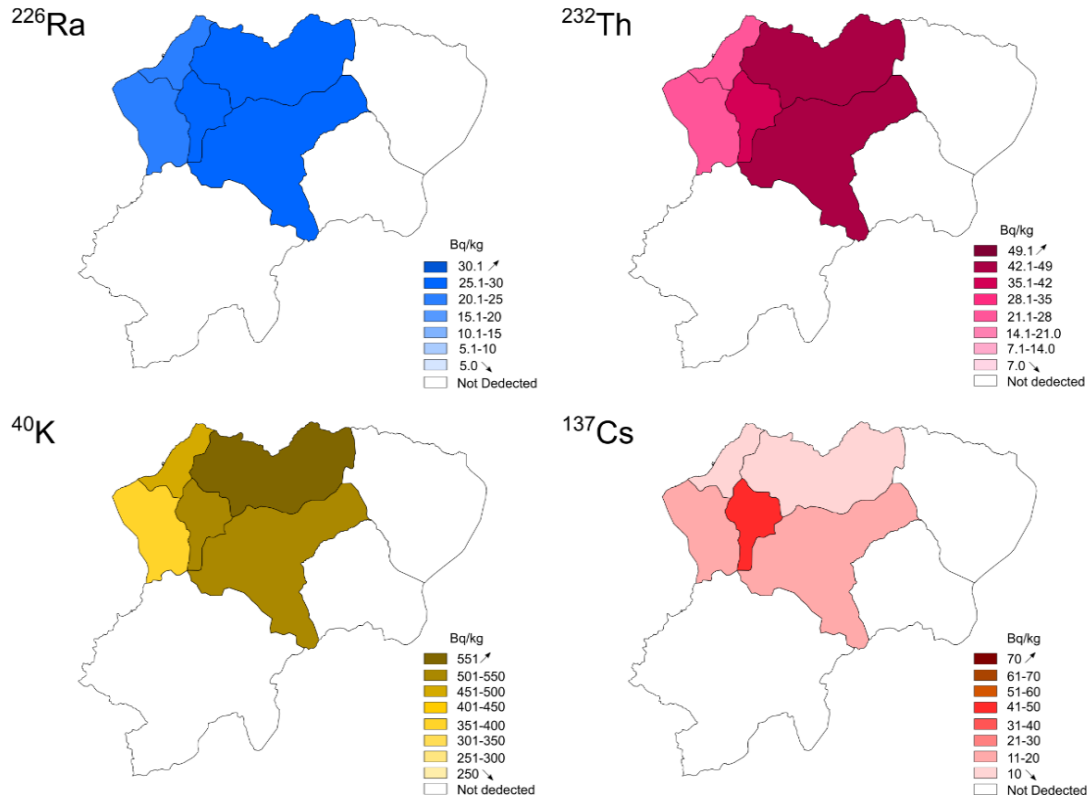 ²²⁶Ra
Bq/kg
30.1 ↗
25.1-30
20.1-25
15.1-20
10.1-15
5.1-10
5.0 ↘
Not Dedected
²³²Th
Bq/kg
49.1 ↗
42.1-49
35.1-42
28.1-35
21.1-28
14.1-21.0
7.1-14.0
7.0 ↘
Not dedected
⁴⁰K
Bq/kg
551 ↗
501-550
451-500
401-450
351-400
301-350
251-300
250 ↘
Not dedected
¹³⁷Cs
Bq/kg
70 ↗
61-70
51-60
41-50
31-40
21-30
11-20
10 ↘
Not Dedected